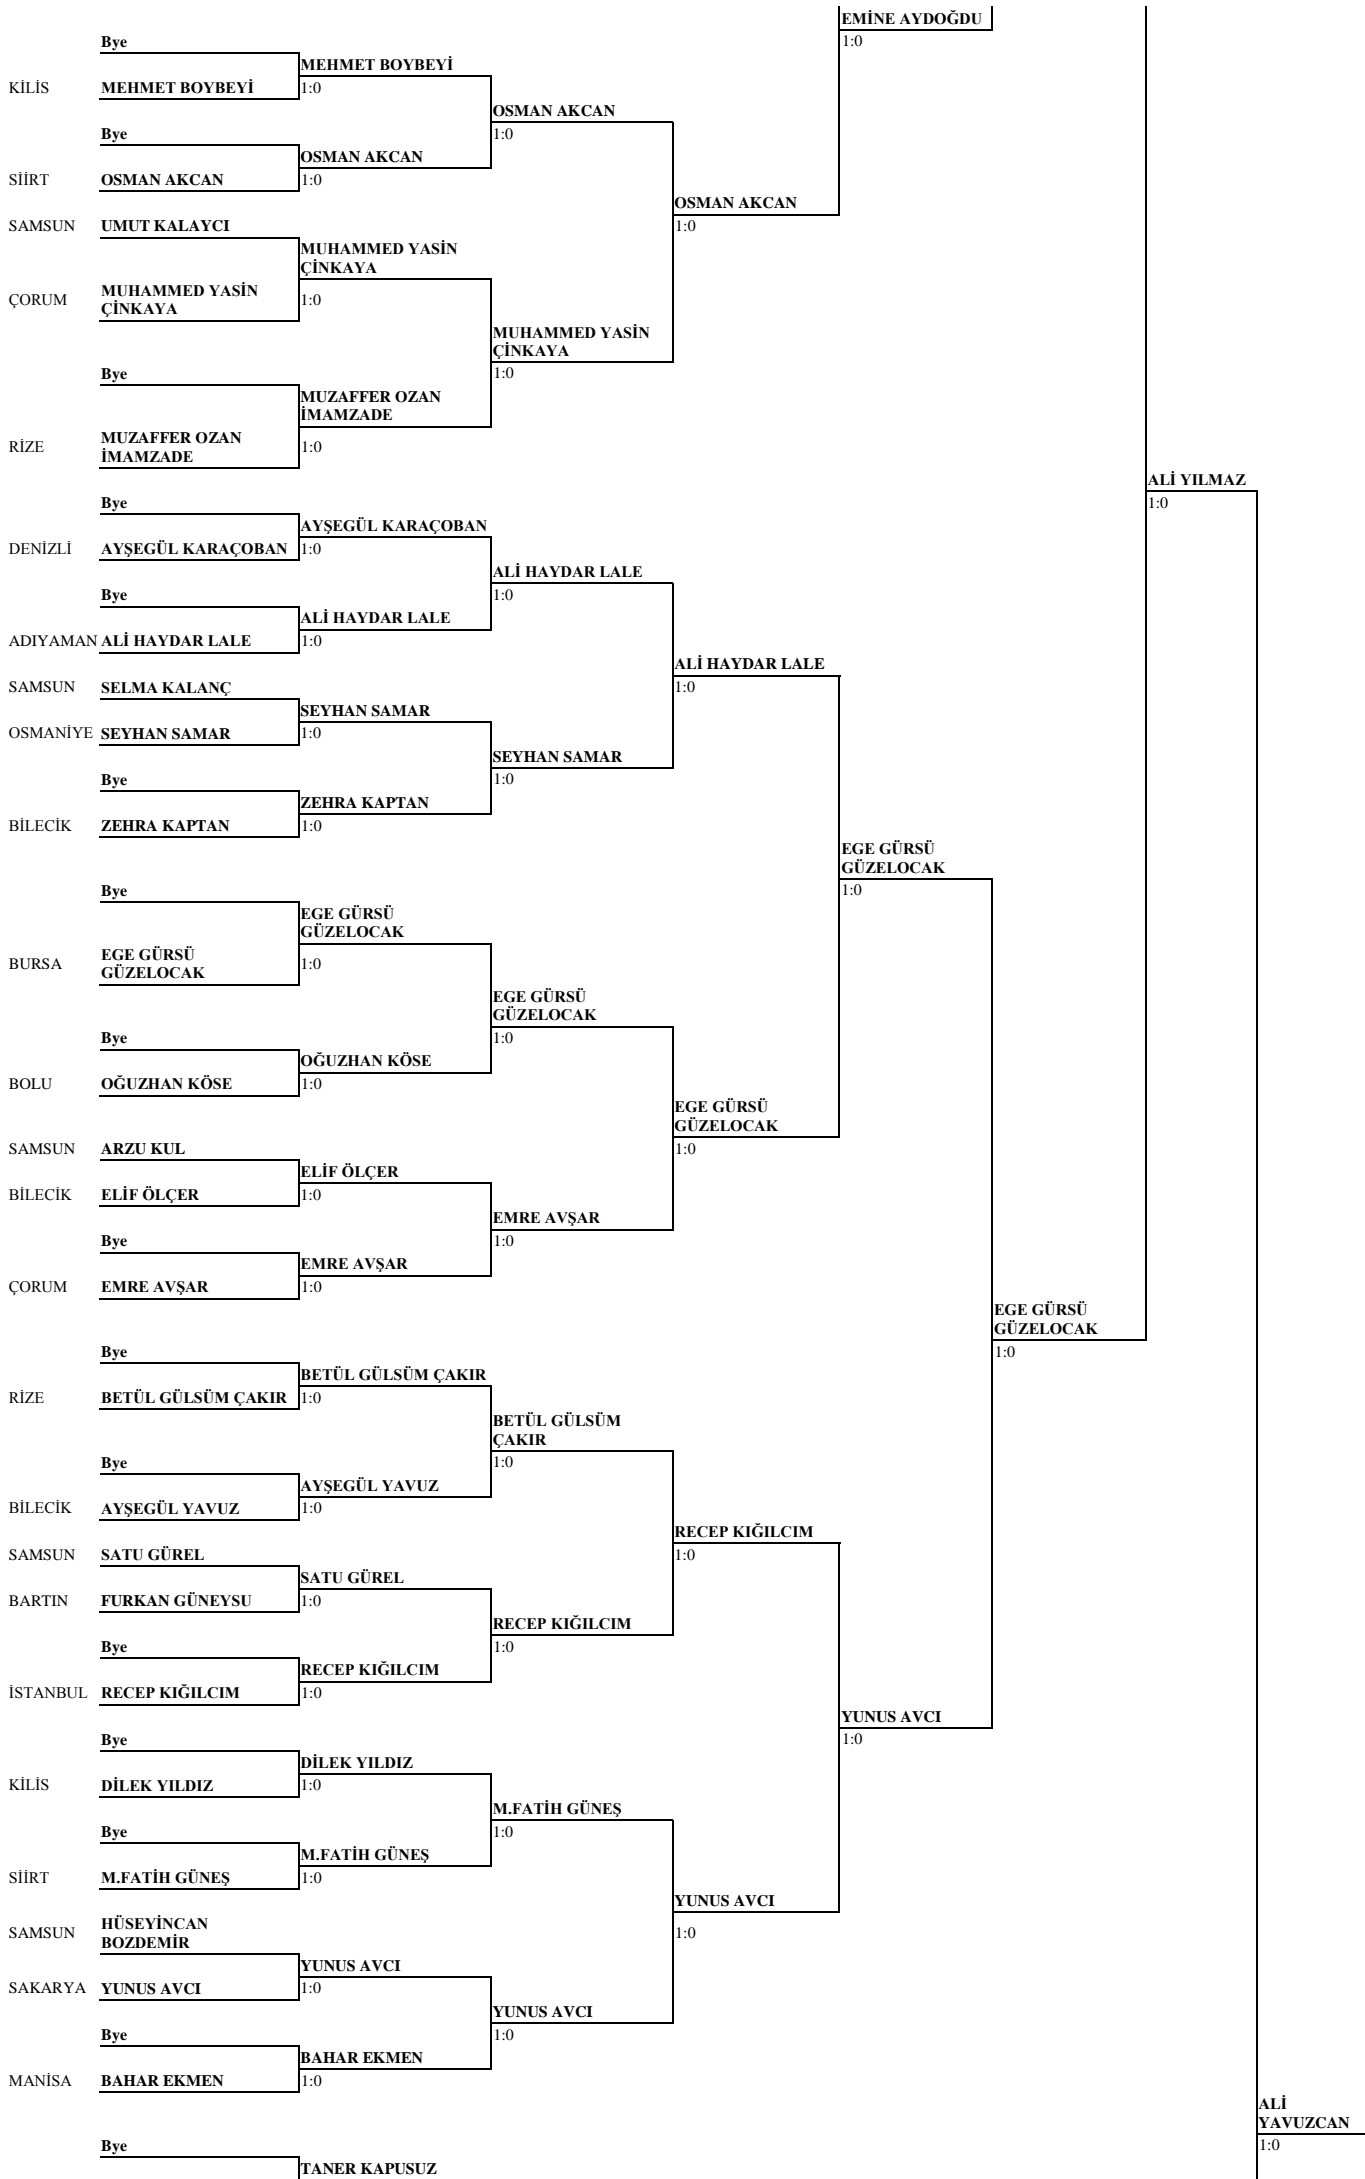 EMİNE AYDOĞDU
Bye
1:0
MEHMET BOYBEYİ
KİLİS MEHMET BOYBEYİ 1:0
OSMAN AKCAN
Bye
1:0
OSMAN AKCAN
SİİRT OSMAN AKCAN 1:0
OSMAN AKCAN
SAMSUN UMUT KALAYCI
1:0
MUHAMMED YASİN
ÇİNKAYA
ÇORUM MUHAMMED YASİN
ÇİNKAYA
1:0
MUHAMMED YASİN
ÇİNKAYA
Bye
1:0
MUZAFFER OZAN
İMAMZADE
RİZE MUZAFFER OZAN
İMAMZADE
1:0
ALİ YILMAZ
Bye
1:0
AYŞEGÜL KARAÇOBAN
DENİZLİ AYŞEGÜL KARAÇOBAN 1:0
ALİ HAYDAR LALE
Bye
1:0
ALİ HAYDAR LALE
ADIYAMAN ALİ HAYDAR LALE 1:0
ALİ HAYDAR LALE
SAMSUN SELMA KALANÇ
1:0
SEYHAN SAMAR
OSMANİYE SEYHAN SAMAR 1:0
SEYHAN SAMAR
Bye
1:0
ZEHRA KAPTAN
BİLECİK ZEHRA KAPTAN 1:0
EGE GÜRSÜ
GÜZELOCAK
Bye
1:0
EGE GÜRSÜ
GÜZELOCAK
BURSA EGE GÜRSÜ
GÜZELOCAK
1:0
EGE GÜRSÜ
GÜZELOCAK
Bye
1:0
OĞUZHAN KÖSE
BOLU OĞUZHAN KÖSE 1:0
EGE GÜRSÜ
GÜZELOCAK
SAMSUN ARZU KUL
1:0
ELİF ÖLÇER
BİLECİK ELİF ÖLÇER 1:0
EMRE AVŞAR
Bye
1:0
EMRE AVŞAR
ÇORUM EMRE AVŞAR 1:0
EGE GÜRSÜ
GÜZELOCAK
Bye
1:0
BETÜL GÜLSÜM ÇAKIR
RİZE BETÜL GÜLSÜM ÇAKIR 1:0
BETÜL GÜLSÜM
ÇAKIR
Bye
1:0
AYŞEGÜL YAVUZ
BİLECİK AYŞEGÜL YAVUZ 1:0
RECEP KIĞILCIM
SAMSUN SATU GÜREL
1:0
SATU GÜREL
BARTIN FURKAN GÜNEYSU 1:0
RECEP KIĞILCIM
Bye
1:0
RECEP KIĞILCIM
İSTANBUL RECEP KIĞILCIM 1:0
YUNUS AVCI
Bye
1:0
DİLEK YILDIZ
KİLİS DİLEK YILDIZ 1:0
M.FATİH GÜNEŞ
Bye
1:0
M.FATİH GÜNEŞ
SİİRT M.FATİH GÜNEŞ 1:0
YUNUS AVCI
SAMSUN HÜSEYİNCAN
BOZDEMİR
1:0
YUNUS AVCI
SAKARYA YUNUS AVCI 1:0
YUNUS AVCI
Bye
1:0
BAHAR EKMEN
MANİSA BAHAR EKMEN 1:0
ALİ
YAVUZCAN
Bye
1:0
TANER KAPUSUZ